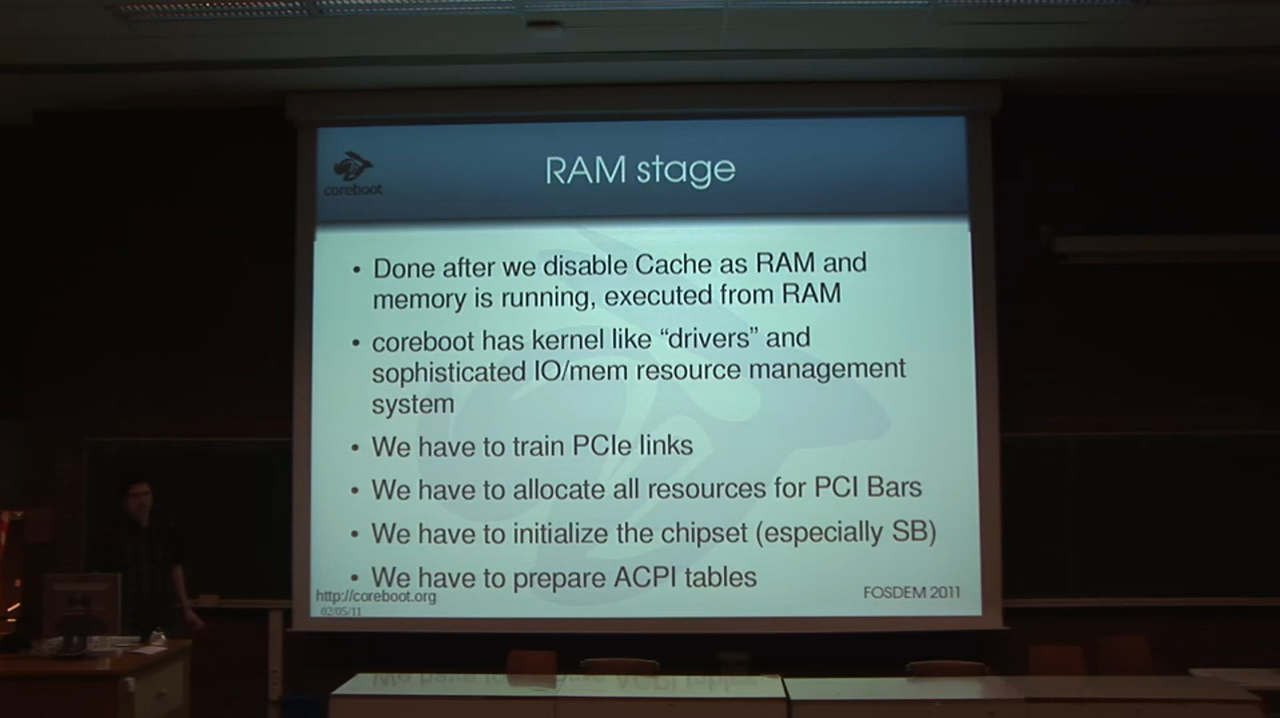 RAM stage
coreboot
• Done after we disable Cache as RAM and
memory is running, executed from RAM
• coreboot has kernel like “drivers” and
sophisticated IO/mem resource management
system
• We have to train PCIe links
• We have to allocate all resources for PCI Bars
• We have to initialize the chipset (especially SB)
• We have to prepare ACPI tables
http://coreboot.org
FOSDEM 2011
02/05/11